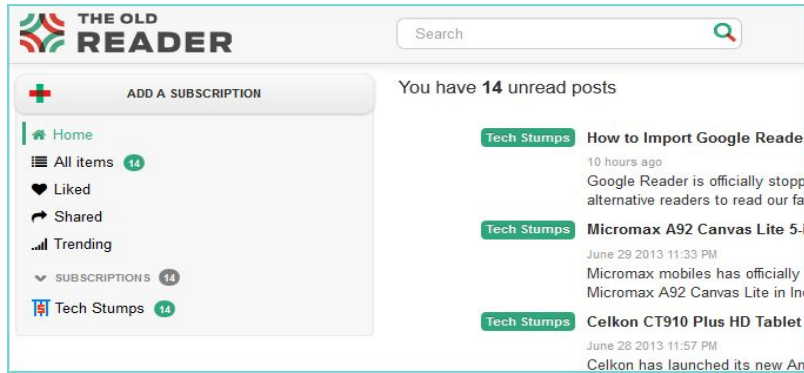 THE OLD
READER
Search
ADD A SUBSCRIPTION
Home
All items 14
Liked
Shared
Trending
SUBSCRIPTIONS 14
Tech Stumps 14
You have 14 unread posts
Tech Stumps How to Import Google Reade
10 hours ago
Google Reader is officially stopp
alternative readers to read our fa
Tech Stumps Micromax A92 Canvas Lite 5-i
June 29 2013 11:33 PM
Micromax mobiles has officially
Micromax A92 Canvas Lite in In
Tech Stumps Celkon CT910 Plus HD Tablet
June 28 2013 11:57 PM
Celkon has launched its new An